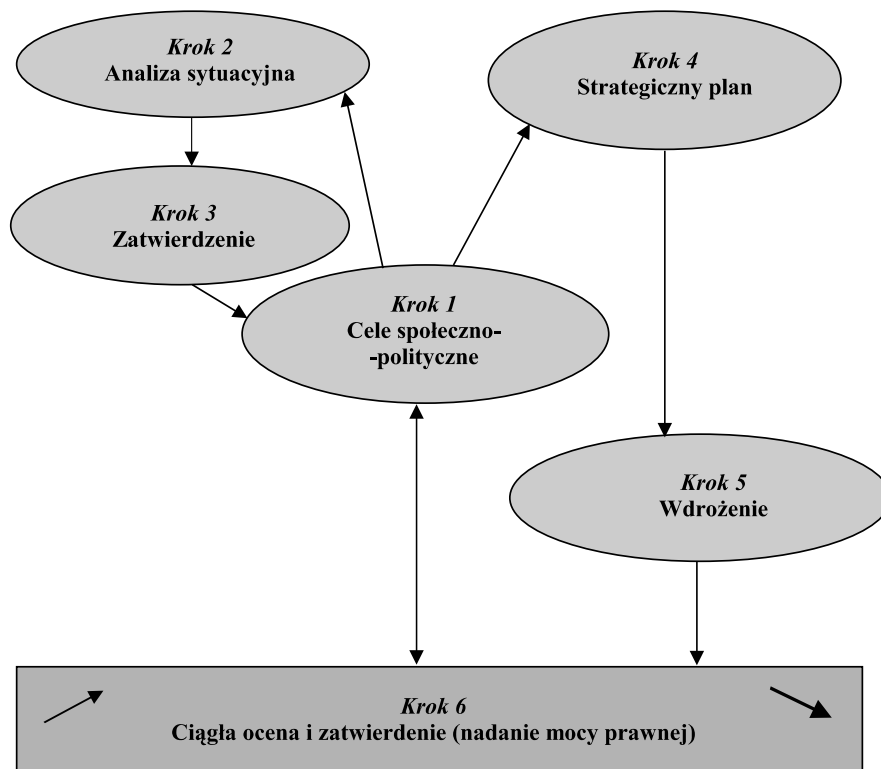 Krok 2
Analiza sytuacyjna
Krok 4
Strategiczny plan
Krok 3
Zatwierdzenie
Krok 1
Cele społeczno-
-polityczne
Krok 5
Wdrożenie
Krok 6
Ciągła ocena i zatwierdenie (nadanie mocy prawnej)